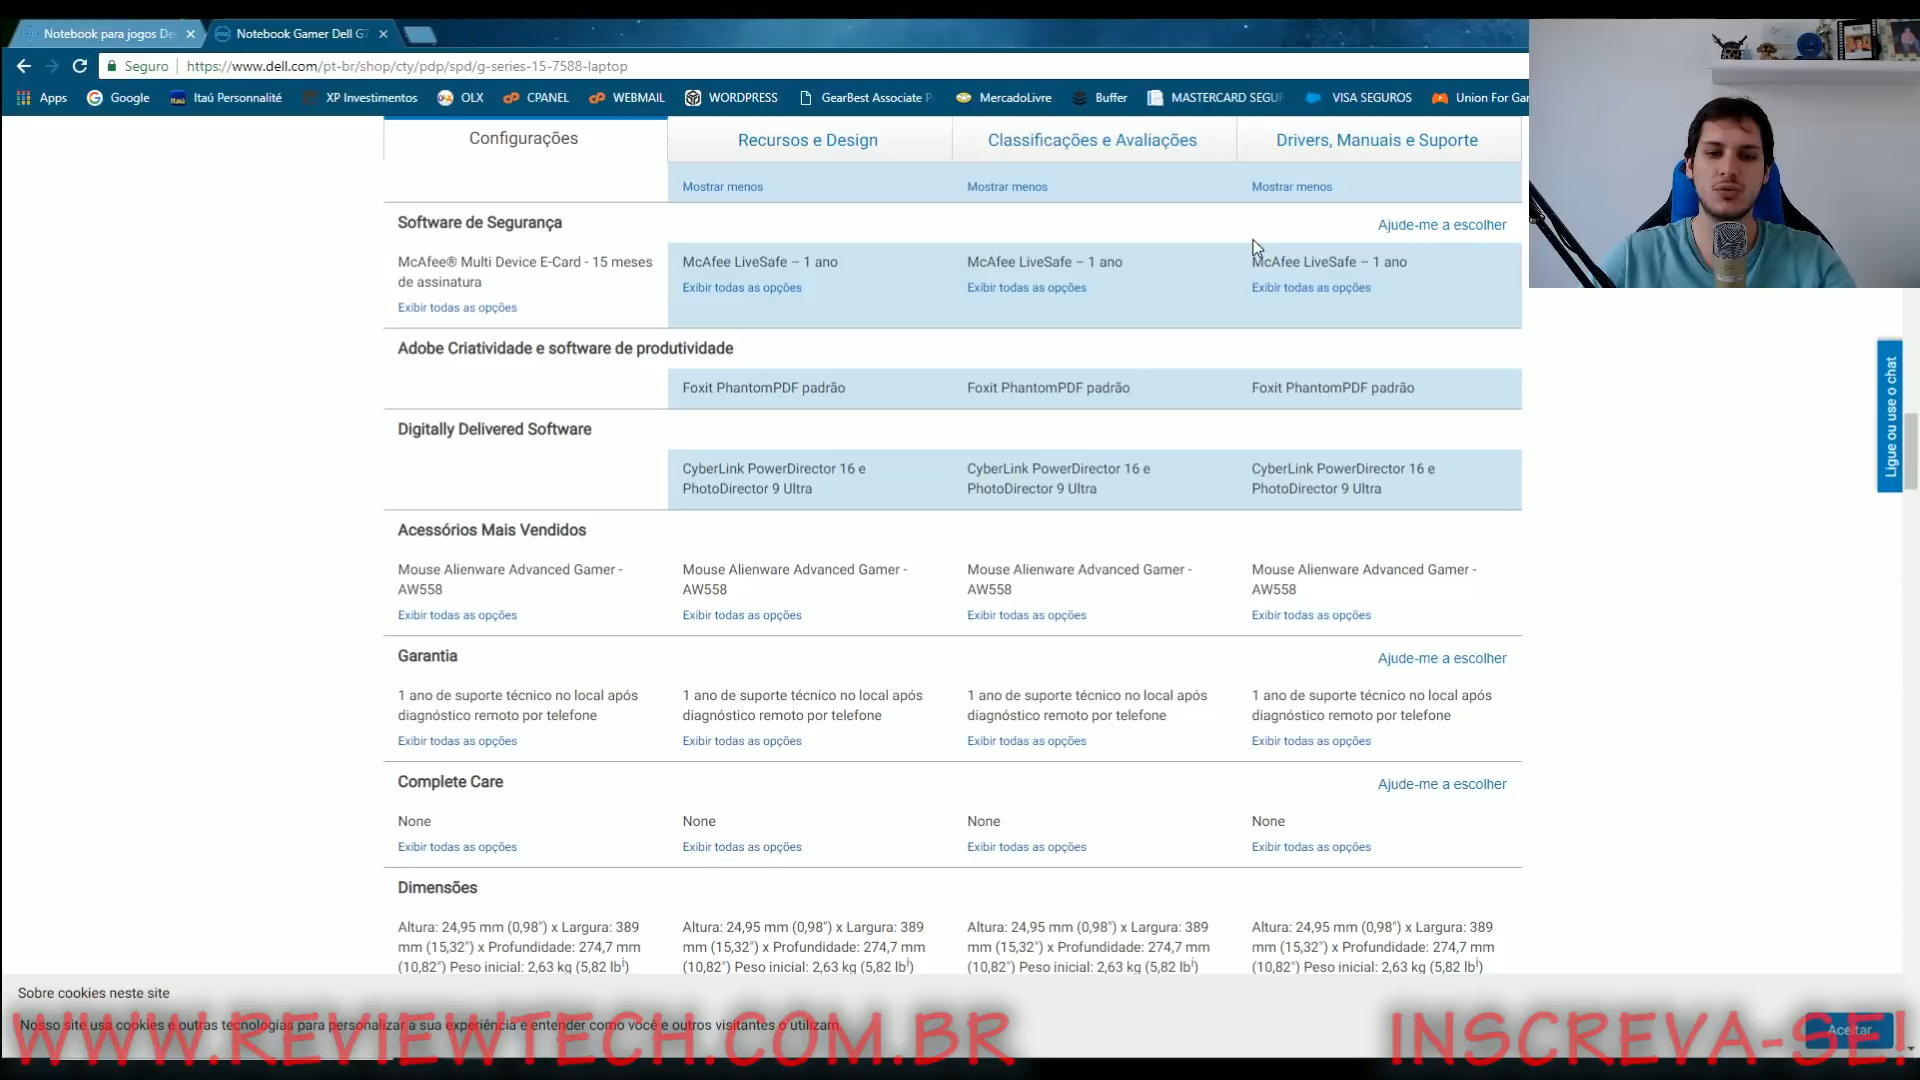 Notebook para jogos De
Notebook Gamer Dell G7
Seguro
https://www.dell.com/pt-br/shop/cty/pdp/spd/g-series-15-7588-laptop
Apps
Google
Itaú Personnalité
XP Investimentos
OLX
CPANEL
WEBMAIL
WORDPRESS
GearBest Associate P
MercadoLivre
Buffer
MASTERCARD SEGUR
VISA SEGUROS
Union For Gar
Configurações
Recursos e Design
Classificações e Avaliações
Drivers, Manuais e Suporte
Mostrar menos
Mostrar menos
Mostrar menos
Software de Segurança
Ajude-me a escolher
McAfee® Multi Device E-Card - 15 meses
de assinatura
Exibir todas as opções
McAfee LiveSafe – 1 ano
Exibir todas as opções
McAfee LiveSafe – 1 ano
Exibir todas as opções
McAfee LiveSafe – 1 ano
Exibir todas as opções
Adobe Criatividade e software de produtividade
Foxit PhantomPDF padrão
Foxit PhantomPDF padrão
Foxit PhantomPDF padrão
Digitally Delivered Software
CyberLink PowerDirector 16 e
PhotoDirector 9 Ultra
CyberLink PowerDirector 16 e
PhotoDirector 9 Ultra
CyberLink PowerDirector 16 e
PhotoDirector 9 Ultra
Acessórios Mais Vendidos
Mouse Alienware Advanced Gamer -
AW558
Exibir todas as opções
Mouse Alienware Advanced Gamer -
AW558
Exibir todas as opções
Mouse Alienware Advanced Gamer -
AW558
Exibir todas as opções
Mouse Alienware Advanced Gamer -
AW558
Exibir todas as opções
Garantia
Ajude-me a escolher
1 ano de suporte técnico no local após
diagnóstico remoto por telefone
Exibir todas as opções
1 ano de suporte técnico no local após
diagnóstico remoto por telefone
Exibir todas as opções
1 ano de suporte técnico no local após
diagnóstico remoto por telefone
Exibir todas as opções
1 ano de suporte técnico no local após
diagnóstico remoto por telefone
Exibir todas as opções
Complete Care
Ajude-me a escolher
None
Exibir todas as opções
None
Exibir todas as opções
None
Exibir todas as opções
None
Exibir todas as opções
Dimensões
Altura: 24,95 mm (0,98") x Largura: 389
mm (15,32") x Profundidade: 274,7 mm
(10,82") Peso inicial: 2,63 kg (5,82 lbⁱ)
Altura: 24,95 mm (0,98") x Largura: 389
mm (15,32") x Profundidade: 274,7 mm
(10,82") Peso inicial: 2,63 kg (5,82 lbⁱ)
Altura: 24,95 mm (0,98") x Largura: 389
mm (15,32") x Profundidade: 274,7 mm
(10,82") Peso inicial: 2,63 kg (5,82 lbⁱ)
Altura: 24,95 mm (0,98") x Largura: 389
mm (15,32") x Profundidade: 274,7 mm
(10,82") Peso inicial: 2,63 kg (5,82 lbⁱ)
Ligue ou use o chat
Sobre cookies neste site
Nosso site usa cookies e outras tecnologias para personalizar a sua experiência e entender como você e outros visitantes o utilizam.
Aceitar
WWW.REVIEWTECH.COM.BR
INSCREVA-SE!